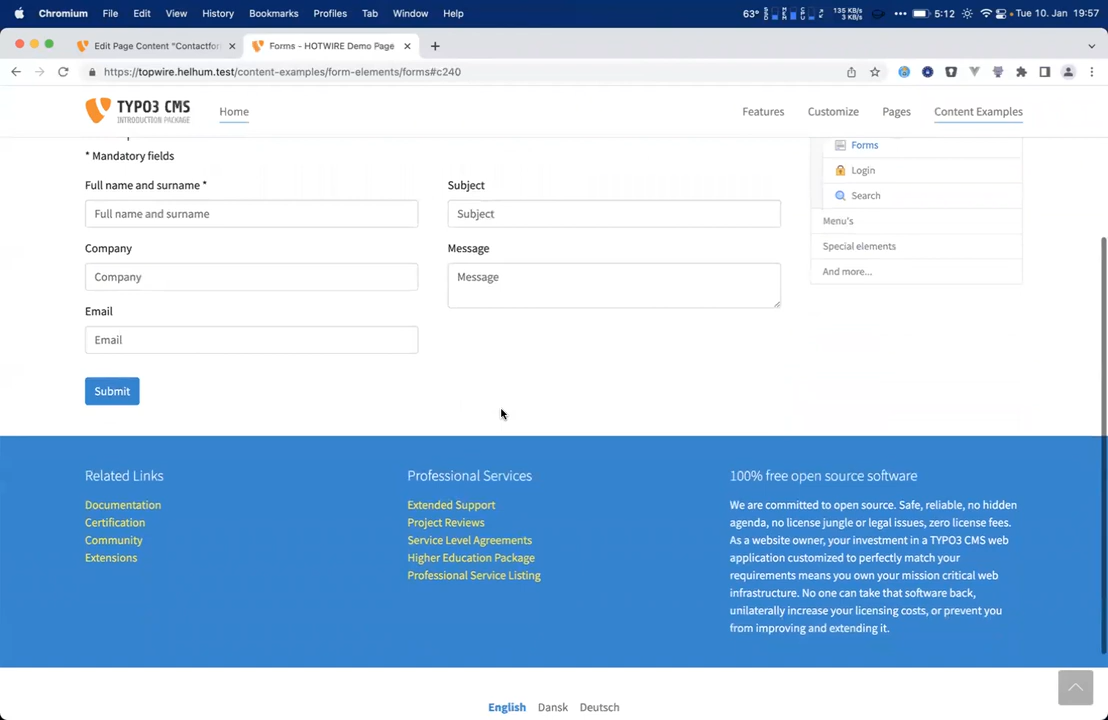 Chromium File Edit View History Bookmarks Profiles Tab Window Help 63° 135 KB/s 3 KB/s 5:12 Tue 10. Jan 19:57
Edit Page Content "Contactfor Forms - HOTWIRE Demo Page
https://topwire.helhum.test/content-examples/form-elements/forms#c240
TYPO3 CMS
INTRODUCTION PACKAGE
Home Features Customize Pages Content Examples
* Mandatory fields
Full name and surname *
Full name and surname
Company
Company
Email
Email
Subject
Subject
Message
Message
Submit
Forms
Login
Search
Menu's
Special elements
And more...
Related Links
Documentation
Certification
Community
Extensions
Professional Services
Extended Support
Project Reviews
Service Level Agreements
Higher Education Package
Professional Service Listing
100% free open source software
We are committed to open source. Safe, reliable, no hidden
agenda, no license jungle or legal issues, zero license fees.
As a website owner, your investment in a TYPO3 CMS web
application customized to perfectly match your
requirements means you own your mission critical web
infrastructure. No one can take that software back,
unilaterally increase your licensing costs, or prevent you
from improving and extending it.
English Dansk Deutsch